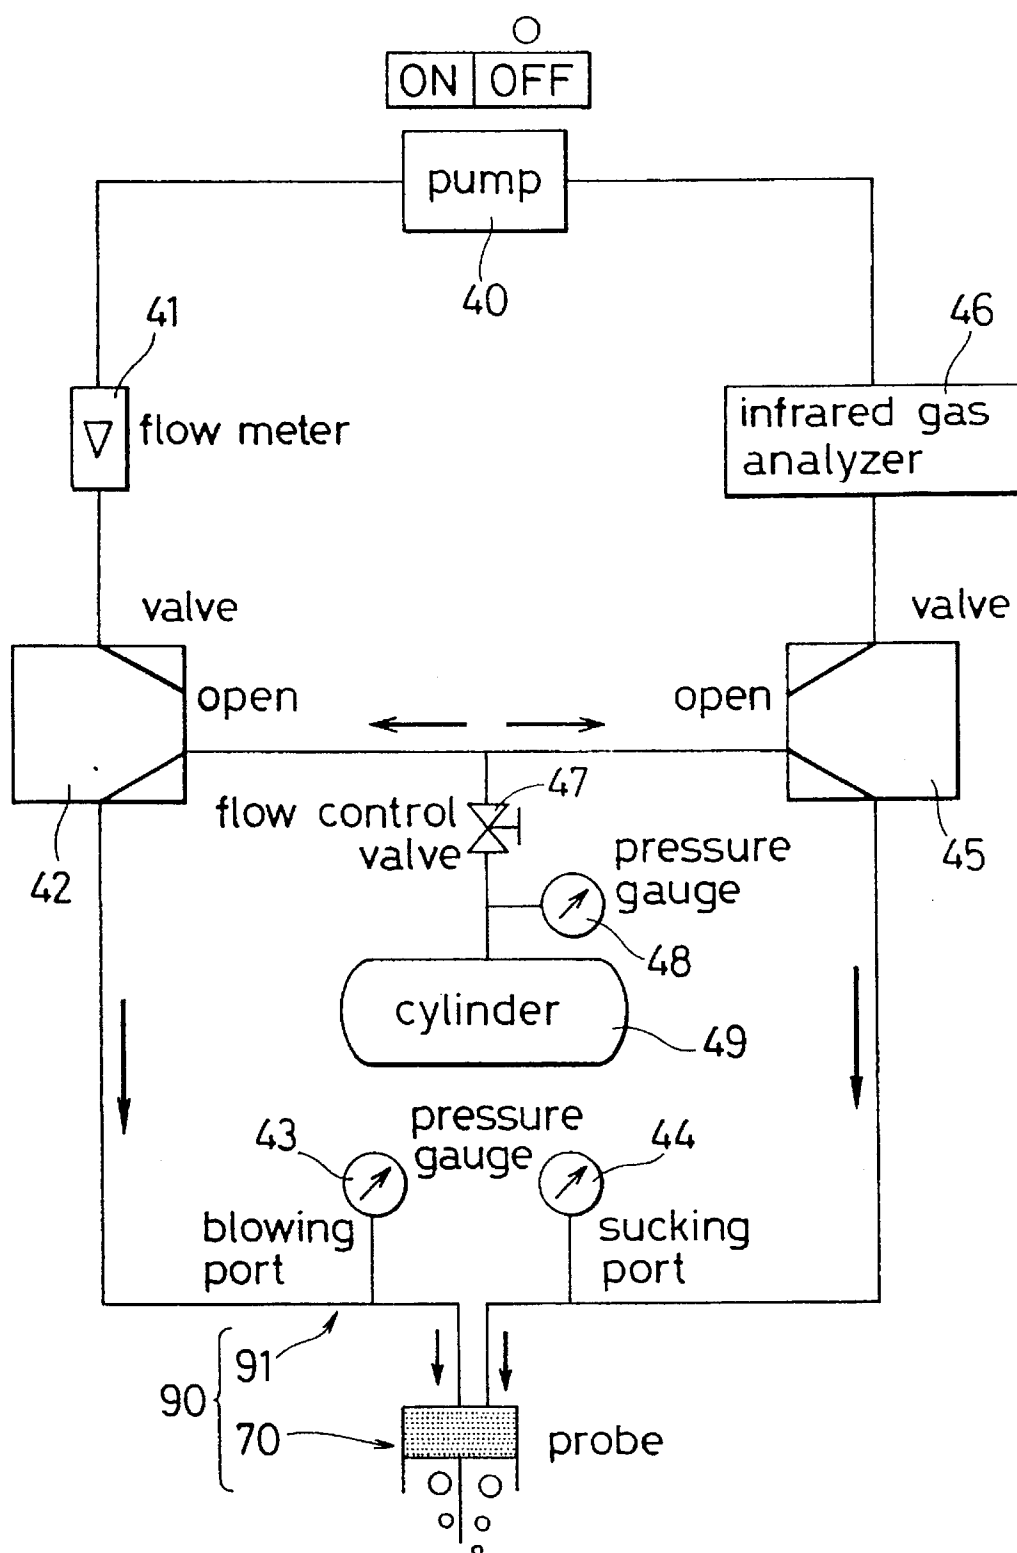 ON OFF
pump
40
41
46
flow meter
infrared gas
analyzer
valve
valve
open
open
47
flow control
valve
42
45
pressure
gauge
48
cylinder
49
43
pressure
gauge
44
blowing
port
sucking
port
91
90
70
probe